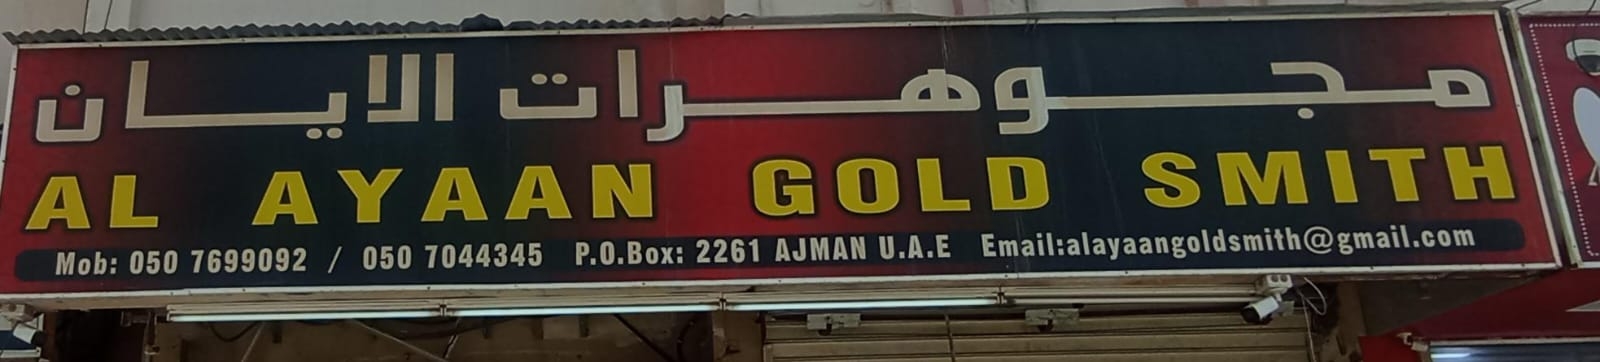 مجوهرات الايان
AL AYAAN GOLD SMITH
Mob: 050 7699092 / 050 7044345 P.O.Box: 2261 AJMAN U.A.E Email:alayaangoldsmith@gmail.com